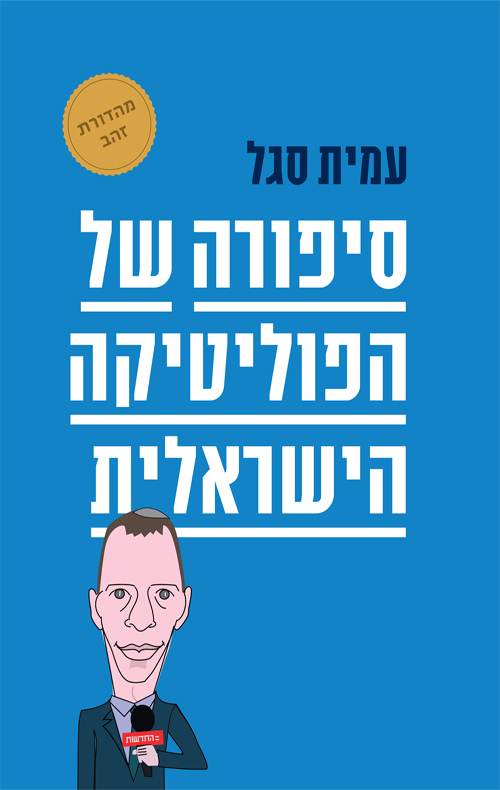 מהדורת
זהב
עמית סגל
סיפורה של
הפוליטיקה
הישראלית
החדשות